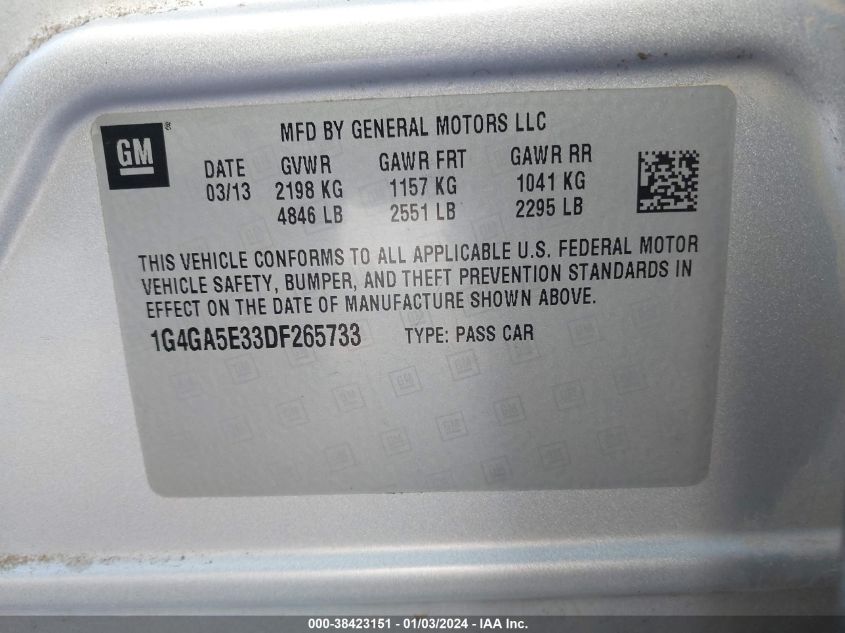 GM ®
MFD BY GENERAL MOTORS LLC
DATE GVWR GAWR FRT GAWR RR
03/13 2198 KG 1157 KG 1041 KG
4846 LB 2551 LB 2295 LB
THIS VEHICLE CONFORMS TO ALL APPLICABLE U.S. FEDERAL MOTOR
VEHICLE SAFETY, BUMPER, AND THEFT PREVENTION STANDARDS IN
EFFECT ON THE DATE OF MANUFACTURE SHOWN ABOVE.
1G4GA5E33DF265733 TYPE: PASS CAR
000-38423151 - 01/03/2024 - IAA Inc.